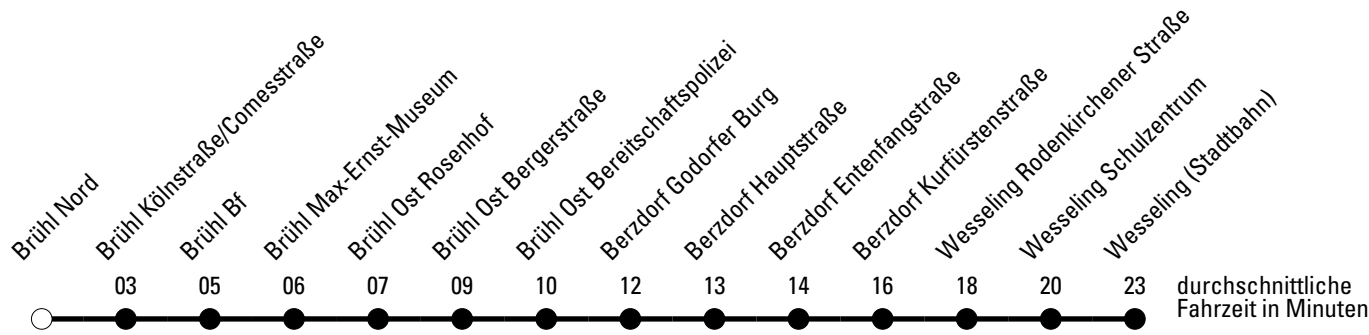 Brühl Nord
Brühl Kölnstraße/Comesstraße
Brühl Bf
Brühl Max-Ernst-Museum
Brühl Ost Rosenhof
Brühl Ost Bergerstraße
Brühl Ost Bereitschaftspolizei
Berzdorf Godorfer Burg
Berzdorf Hauptstraße
Berzdorf Entenfangstraße
Berzdorf Kurfürstenstraße
Wesseling Rodenkirchener Straße
Wesseling Schulzentrum
Wesseling (Stadtbahn)
03 05 06 07 09 10 12 13 14 16 18 20 23
durchschnittliche
Fahrzeit in Minuten